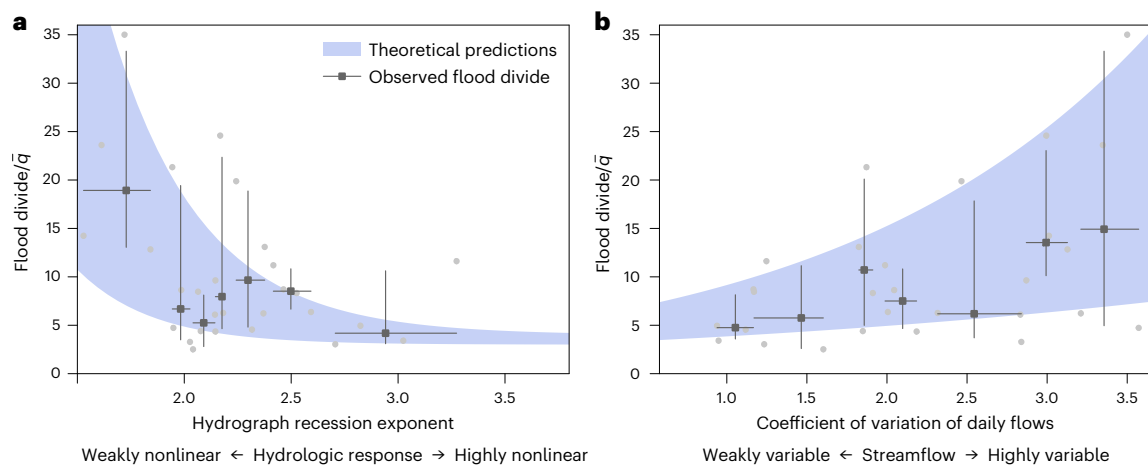 a
35
30
25
20
15
10
5
0
Flood divide/q̄
Theoretical predictions
Observed flood divide
2.0 2.5 3.0 3.5
Hydrograph recession exponent
Weakly nonlinear ← Hydrologic response → Highly nonlinear
b
35
30
25
20
15
10
5
0
Flood divide/q̄
1.0 1.5 2.0 2.5 3.0 3.5
Coefficient of variation of daily flows
Weakly variable ← Streamflow → Highly variable